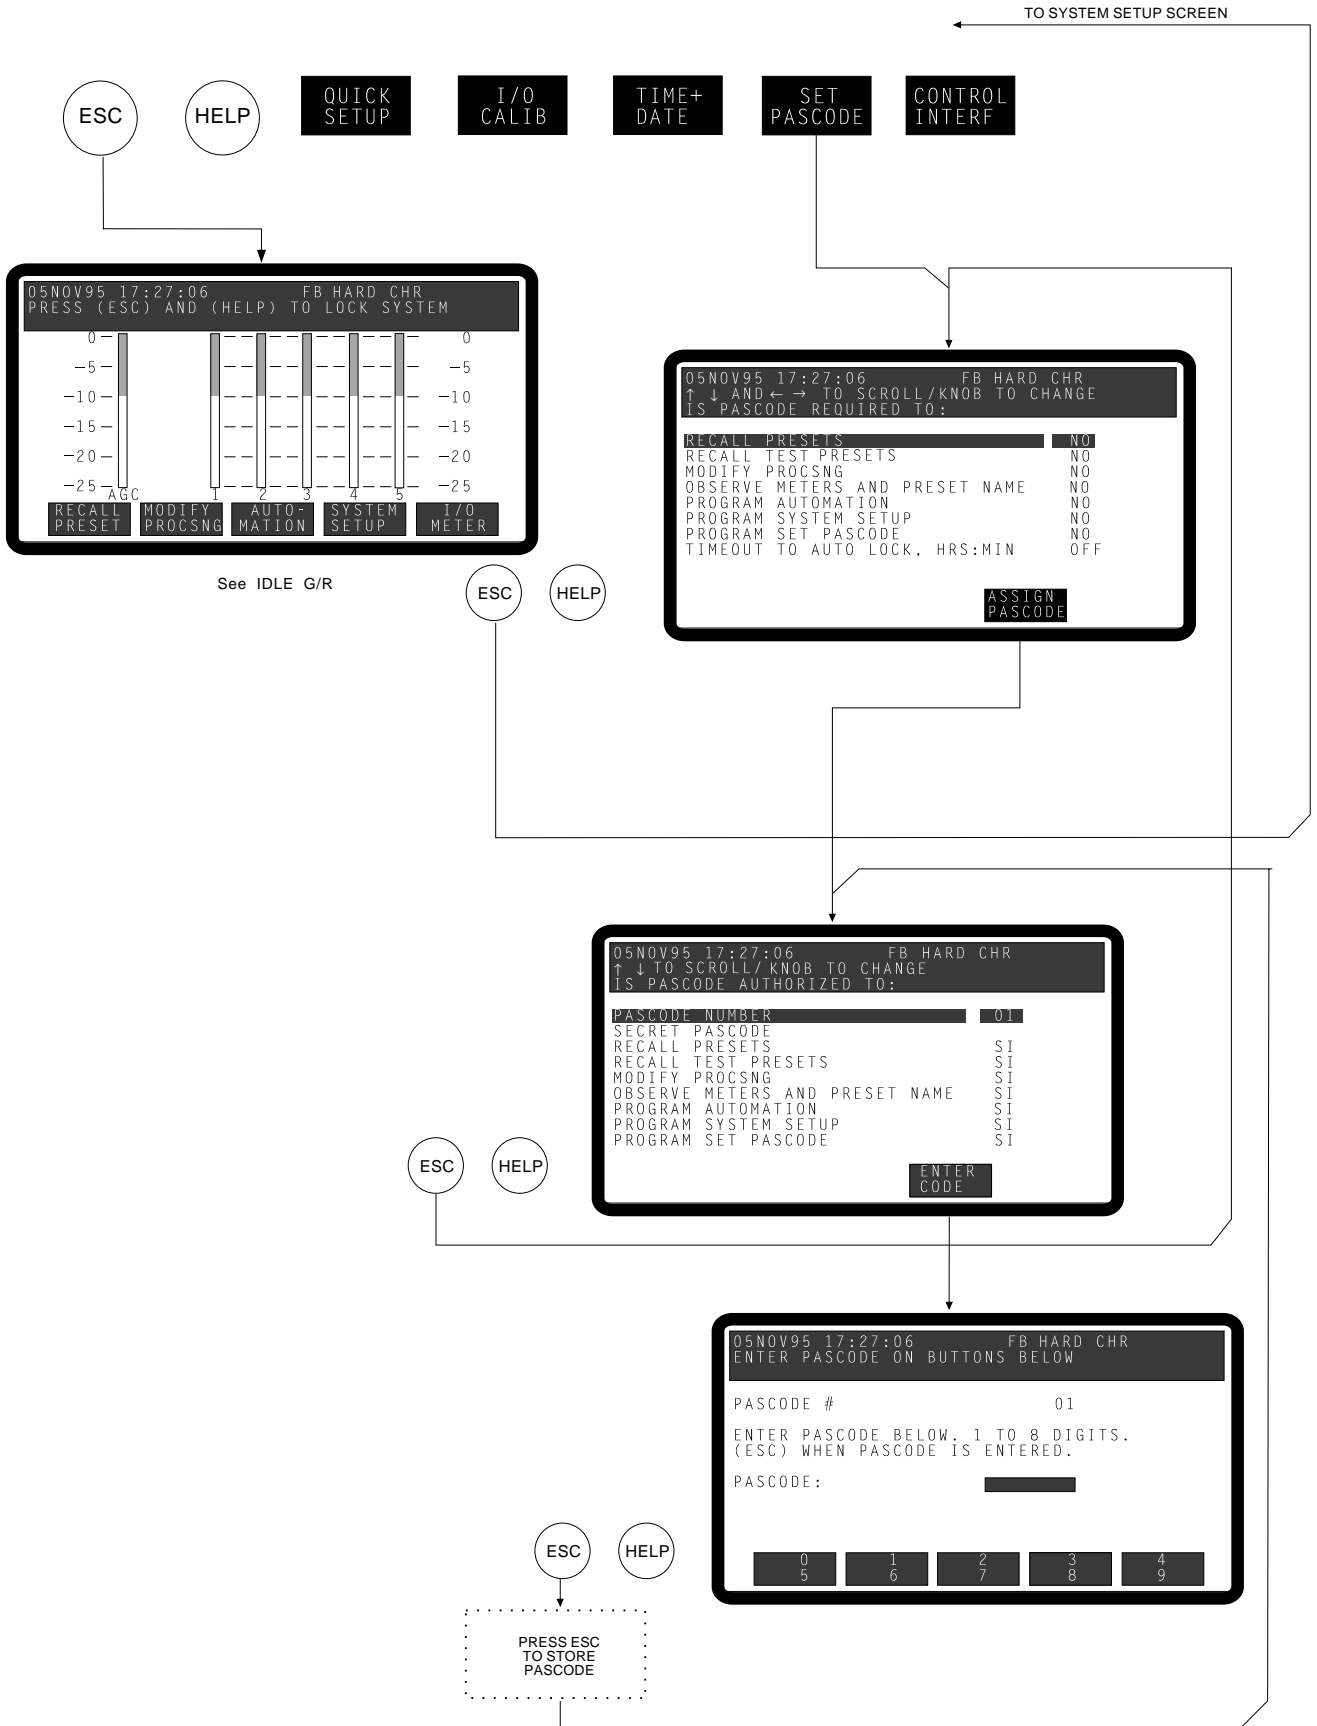 TO SYSTEM SETUP SCREEN
ESC
HELP
QUICK
SETUP
I/O
CALIB
TIME+
DATE
SET
PASCODE
CONTROL
INTERF
05NOV95 17:27:06 FB HARD CHR
PRESS (ESC) AND (HELP) TO LOCK SYSTEM
0 0
−5 −5
−10 −10
−15 −15
−20 −20
−25 −25
AGC 1 2 3 4 5
RECALL
PRESET
MODIFY
PROCSNG
AUTO-
MATION
SYSTEM
SETUP
I/O
METER
See IDLE G/R
05NOV95 17:27:06 FB HARD CHR
↑ ↓ AND ← → TO SCROLL/KNOB TO CHANGE
IS PASCODE REQUIRED TO:
RECALL PRESETS NO
RECALL TEST PRESETS NO
MODIFY PROCSNG NO
OBSERVE METERS AND PRESET NAME NO
PROGRAM AUTOMATION NO
PROGRAM SYSTEM SETUP NO
PROGRAM SET PASCODE NO
TIMEOUT TO AUTO LOCK, HRS:MIN OFF
ASSIGN
PASCODE
ESC
HELP
05NOV95 17:27:06 FB HARD CHR
↑ ↓ TO SCROLL/KNOB TO CHANGE
IS PASCODE AUTHORIZED TO:
PASCODE NUMBER 01
SECRET PASCODE
RECALL PRESETS SI
RECALL TEST PRESETS SI
MODIFY PROCSNG SI
OBSERVE METERS AND PRESET NAME SI
PROGRAM AUTOMATION SI
PROGRAM SYSTEM SETUP SI
PROGRAM SET PASCODE SI
ENTER
CODE
ESC
HELP
05NOV95 17:27:06 FB HARD CHR
ENTER PASCODE ON BUTTONS BELOW
PASCODE # 01
ENTER PASCODE BELOW. 1 TO 8 DIGITS.
(ESC) WHEN PASCODE IS ENTERED.
PASCODE:
0 1 2 3 4
5 6 7 8 9
ESC
HELP
PRESS ESC
TO STORE
PASCODE